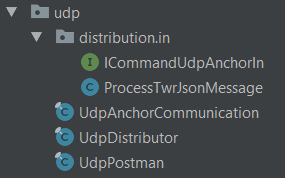 udp
distribution.in
ICommandUdpAnchorIn
ProcessTwrJsonMessage
UdpAnchorCommunication
UdpDistributor
UdpPostman